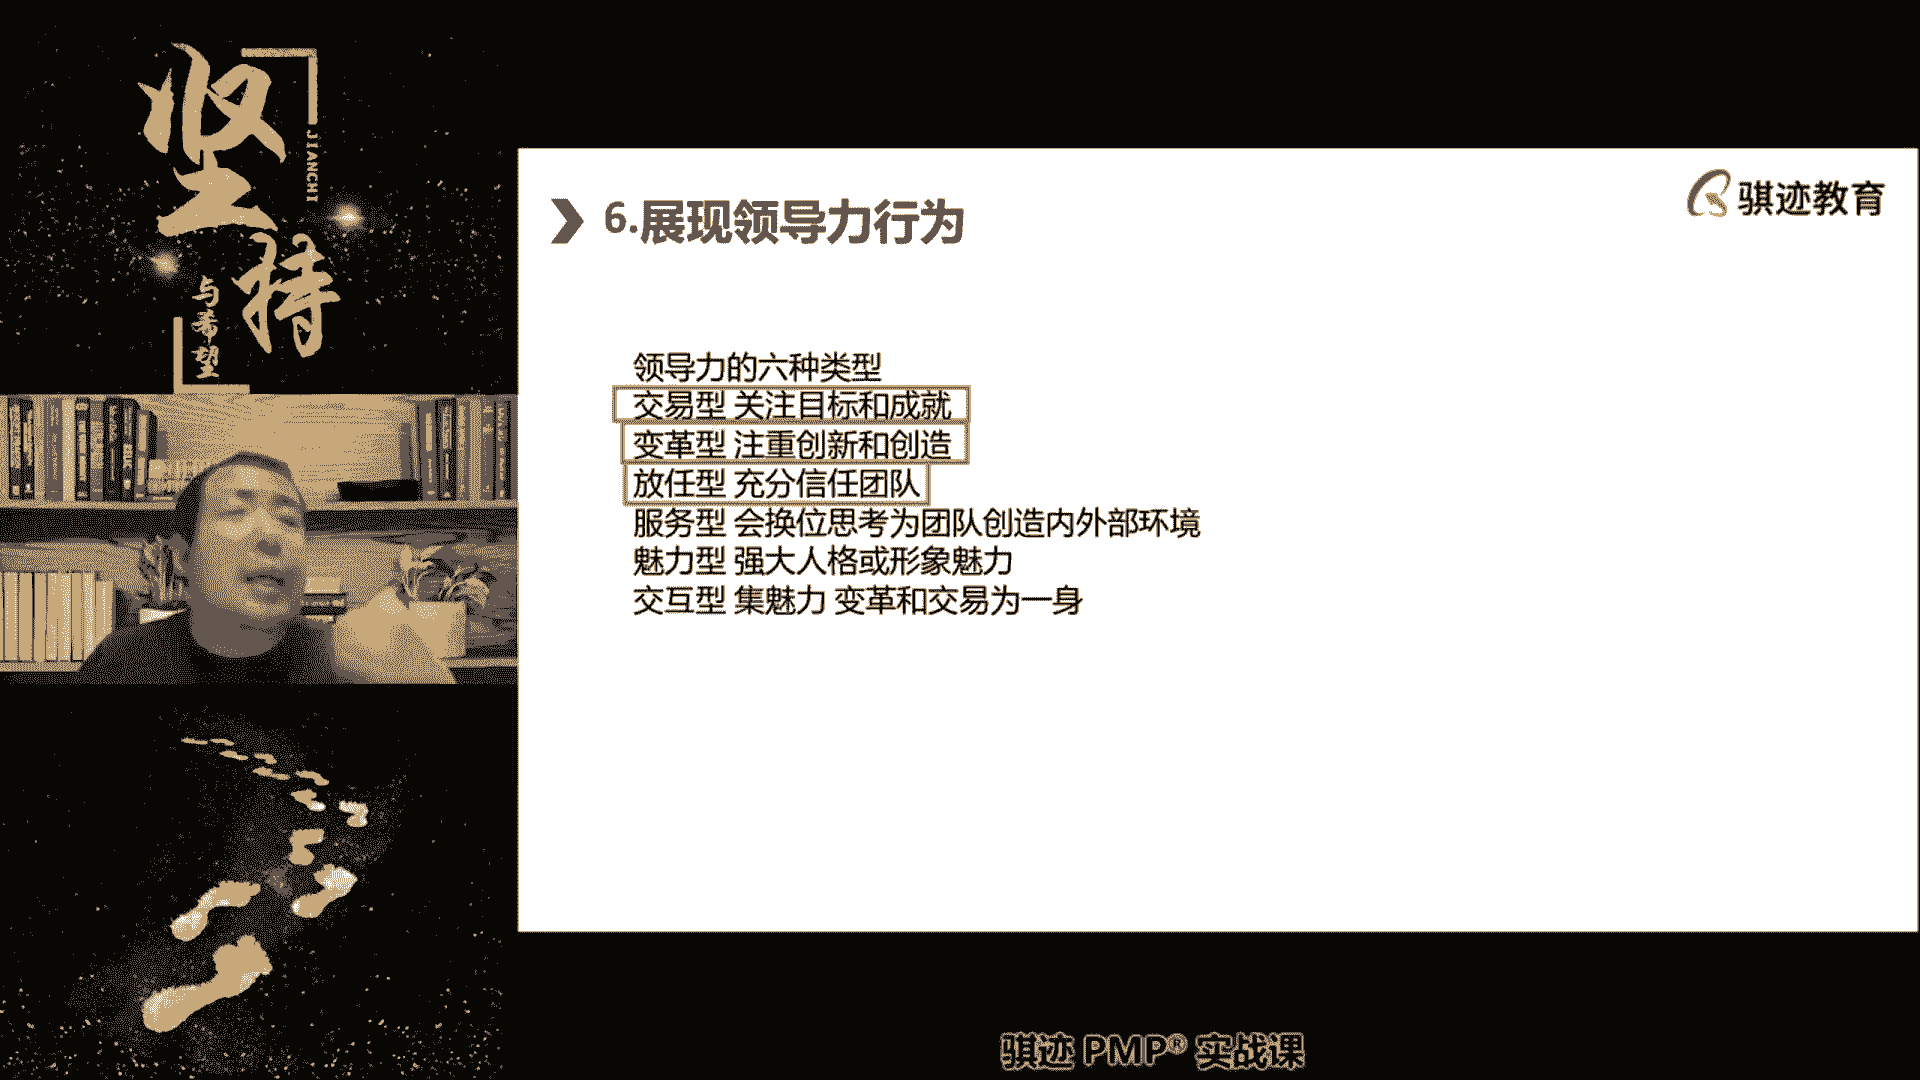 坚持
JIANCHI
与希望
骐迹教育
6.展现领导力行为
领导力的六种类型
交易型 关注目标和成就
变革型 注重创新和创造
放任型 充分信任团队
服务型 会换位思考为团队创造内外部环境
魅力型 强大人格或形象魅力
交互型 集魅力 变革和交易为一身
骐迹 PMP® 实战课